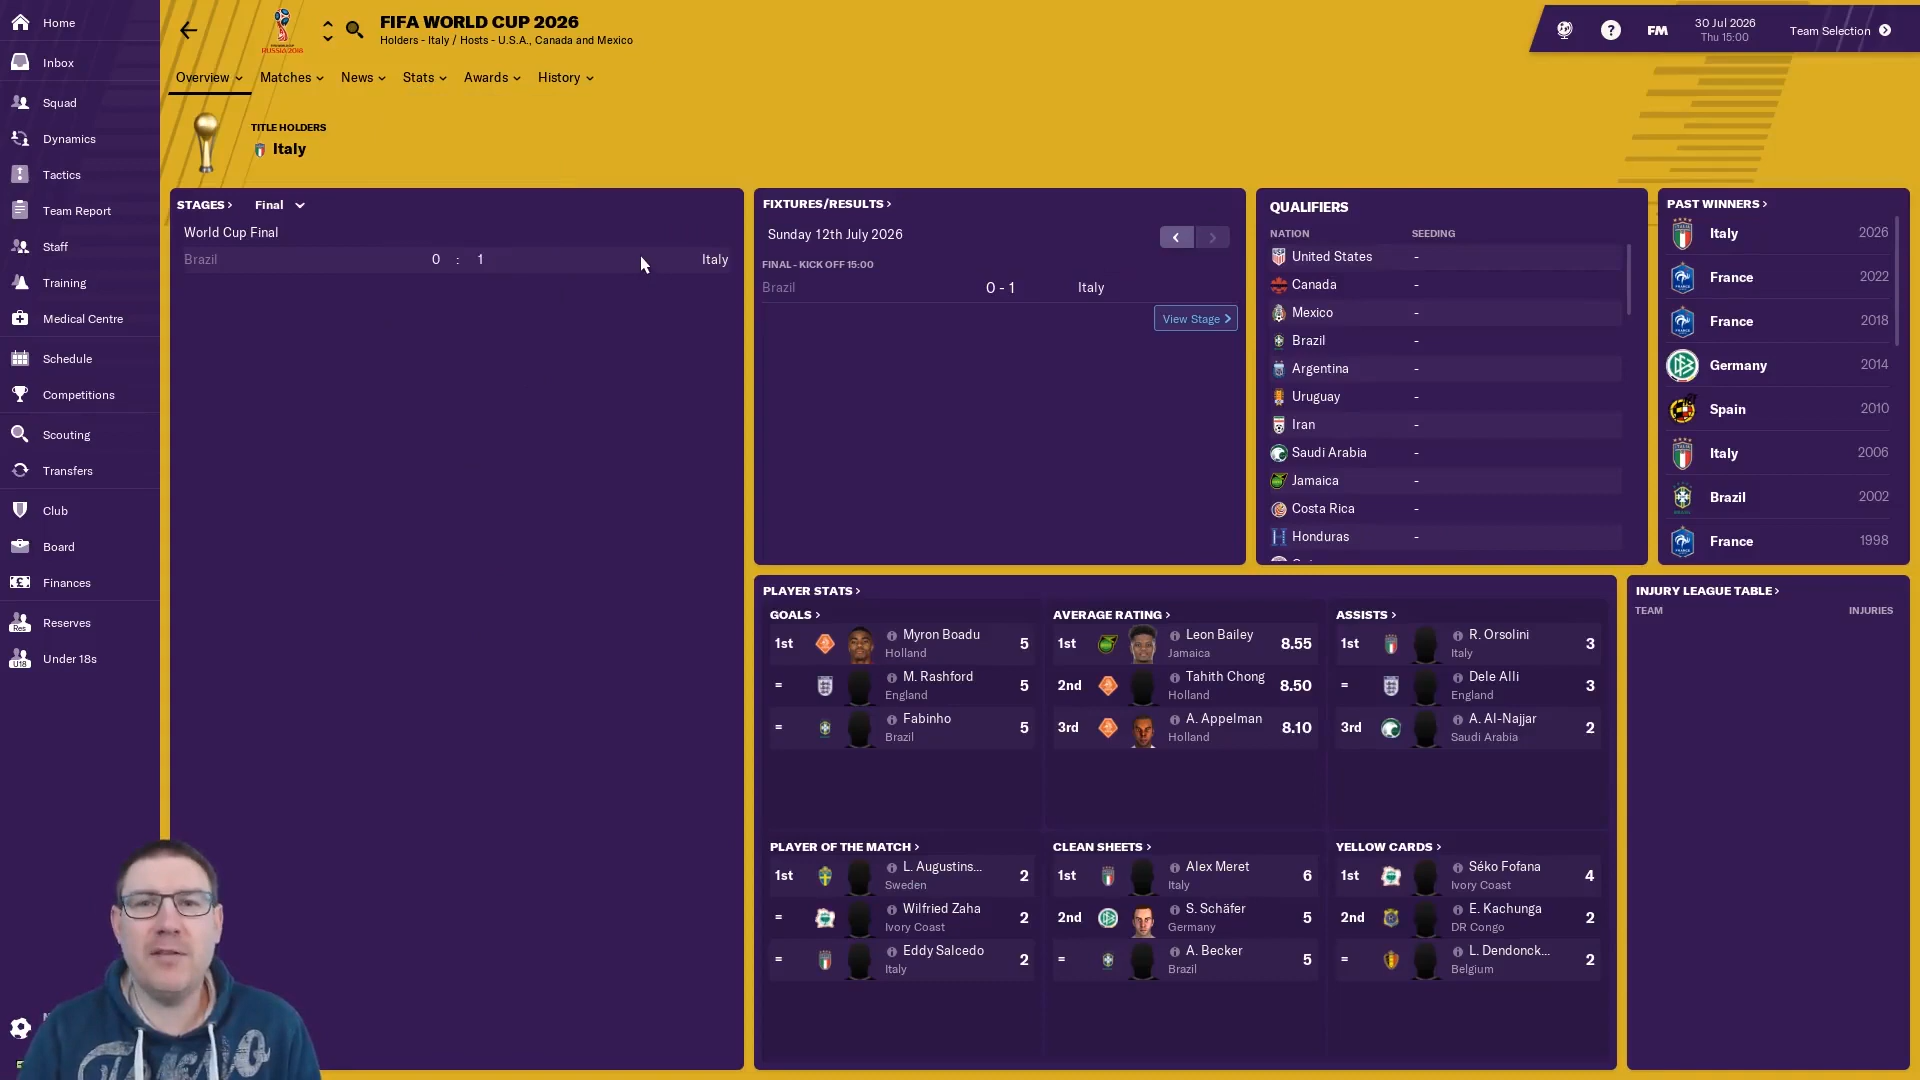 Home
Inbox
Squad
Dynamics
Tactics
Team Report
Staff
Training
Medical Centre
Schedule
Competitions
Scouting
Transfers
Club
Board
Finances
Reserves
Under 18s
FIFA WORLD CUP 2026
Holders - Italy / Hosts - U.S.A., Canada and Mexico
FM
30 Jul 2026
Thu 15:00
Team Selection
Overview Matches News Stats Awards History
TITLE HOLDERS
Italy
STAGES Final
World Cup Final
Brazil 0 : 1 Italy
FIXTURES/RESULTS
Sunday 12th July 2026
FINAL - KICK OFF 15:00
Brazil 0 - 1 Italy
View Stage
QUALIFIERS
NATION SEEDING
United States -
Canada -
Mexico -
Brazil -
Argentina -
Uruguay -
Iran -
Saudi Arabia -
Jamaica -
Costa Rica -
Honduras -
PAST WINNERS
Italy 2026
France 2022
France 2018
Germany 2014
Spain 2010
Italy 2006
Brazil 2002
France 1998
PLAYER STATS
GOALS
1st Myron Boadu 5
Holland
= M. Rashford 5
England
= Fabinho 5
Brazil
AVERAGE RATING
1st Leon Bailey 8.55
Jamaica
2nd Tahith Chong 8.50
Holland
3rd A. Appelman 8.10
Holland
ASSISTS
1st R. Orsolini 3
Italy
= Dele Alli 3
England
3rd A. Al-Najjar 2
Saudi Arabia
PLAYER OF THE MATCH
1st L. Augustins... 2
Sweden
= Wilfried Zaha 2
Ivory Coast
= Eddy Salcedo 2
Italy
CLEAN SHEETS
1st Alex Meret 6
Italy
2nd S. Schäfer 5
Germany
= A. Becker 5
Brazil
YELLOW CARDS
1st Séko Fofana 4
Ivory Coast
2nd E. Kachunga 2
DR Congo
= L. Dendonck... 2
Belgium
INJURY LEAGUE TABLE
TEAM INJURIES